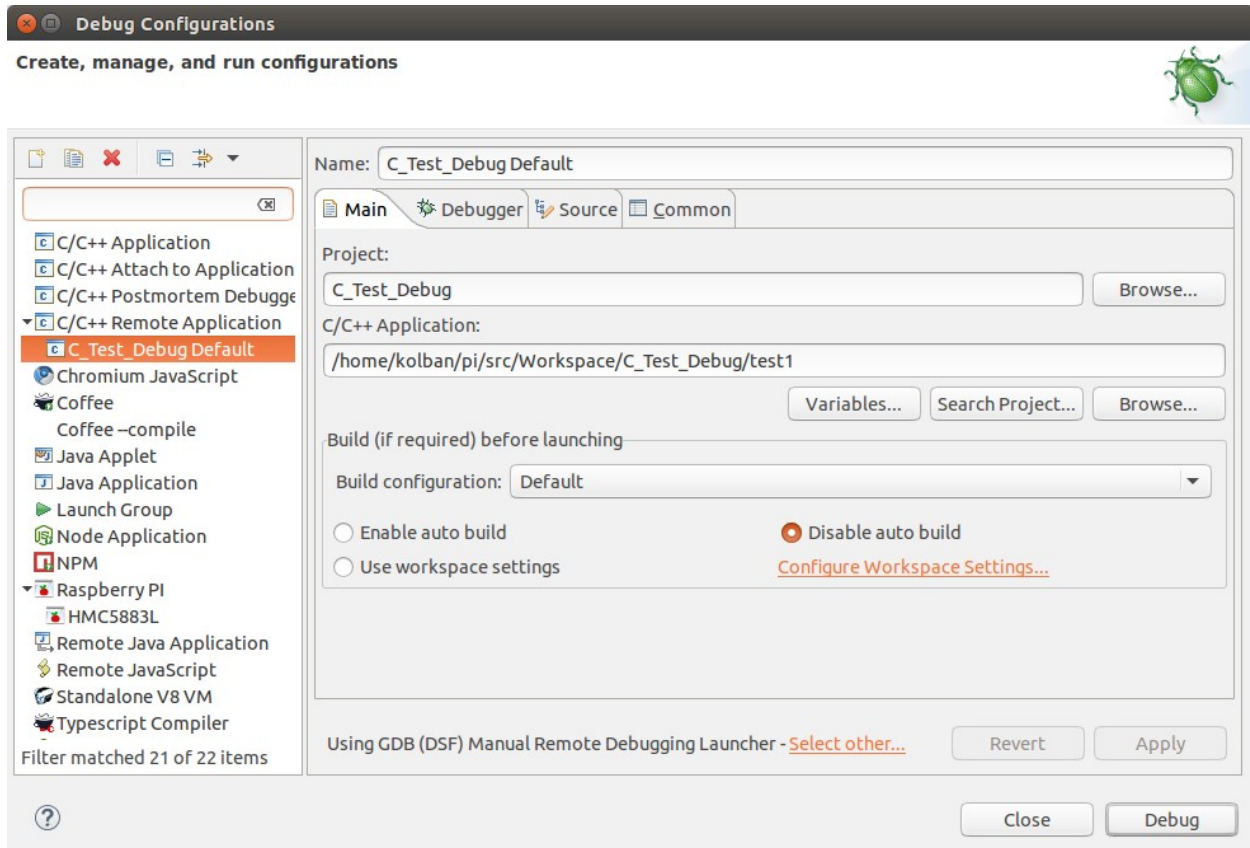 Debug Configurations
Create, manage, and run configurations
Name: C_Test_Debug Default
Main Debugger Source Common
C/C++ Application
C/C++ Attach to Application
C/C++ Postmortem Debugge
C/C++ Remote Application
C_Test_Debug Default
Chromium JavaScript
Coffee
Coffee --compile
Java Applet
Java Application
Launch Group
Node Application
NPM
Raspberry PI
HMC5883L
Remote Java Application
Remote JavaScript
Standalone V8 VM
Typescript Compiler
Filter matched 21 of 22 items
Project:
C_Test_Debug Browse...
C/C++ Application:
/home/kolban/pi/src/Workspace/C_Test_Debug/test1
Variables... Search Project... Browse...
Build (if required) before launching
Build configuration: Default
Enable auto build Disable auto build
Use workspace settings Configure Workspace Settings...
Using GDB (DSF) Manual Remote Debugging Launcher - Select other... Revert Apply
Close Debug